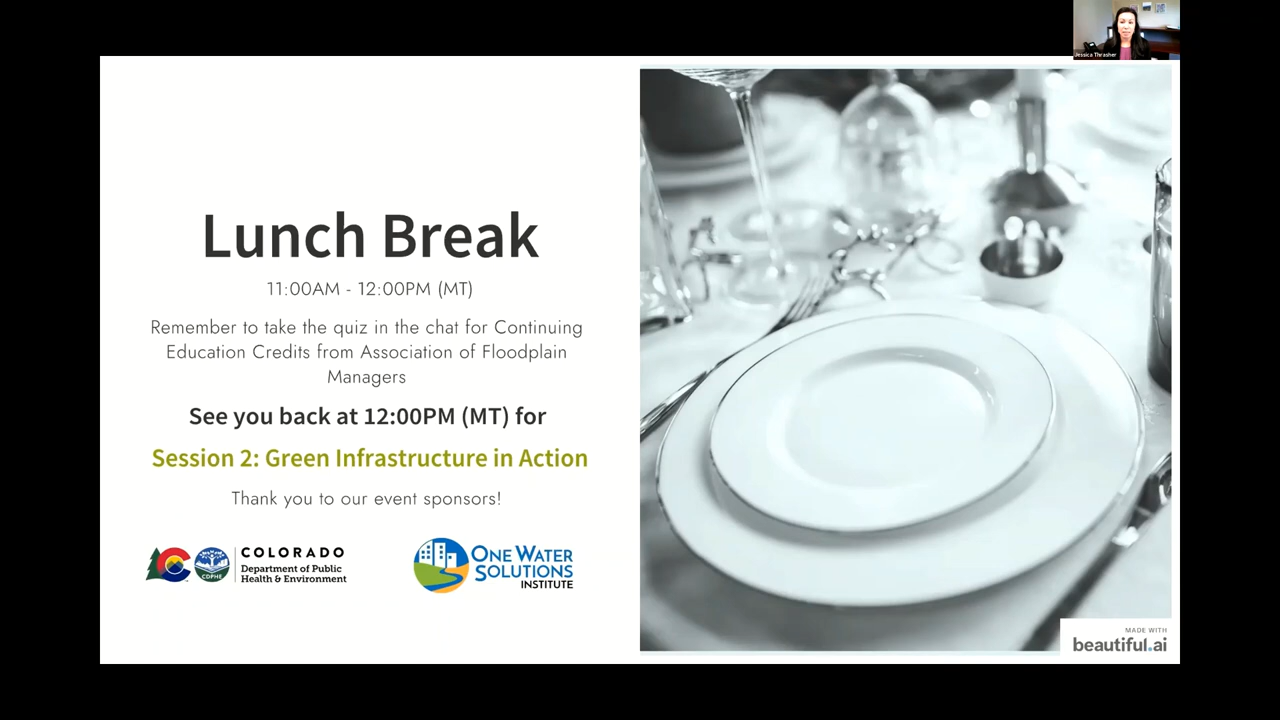 Jessica Thrasher
Lunch Break
11:00AM - 12:00PM (MT)
Remember to take the quiz in the chat for Continuing
Education Credits from Association of Floodplain
Managers
See you back at 12:00PM (MT) for
Session 2: Green Infrastructure in Action
Thank you to our event sponsors!
CDPHE
COLORADO
Department of Public
Health & Environment
ONE WATER
SOLUTIONS
INSTITUTE
MADE WITH
beautiful.ai